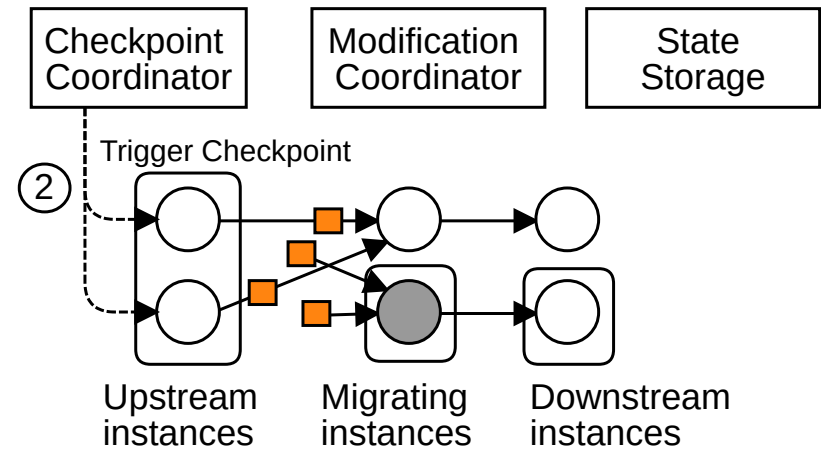 Checkpoint
Coordinator
Modification
Coordinator
State
Storage
Trigger Checkpoint
2
Upstream
instances
Migrating
instances
Downstream
instances